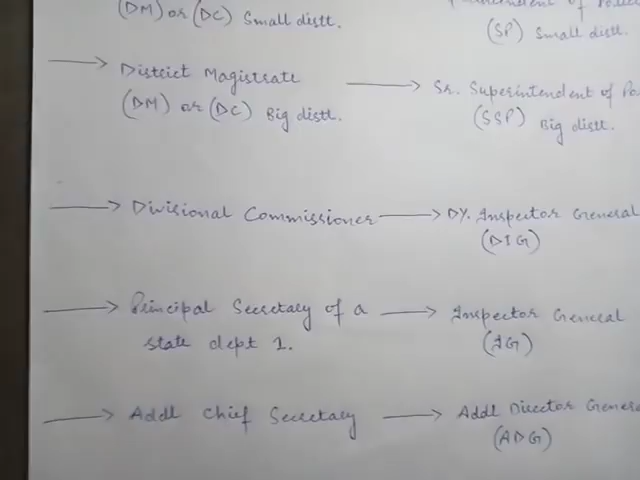 (DM) or (DC) Small distt.
(SP) Small distt.
District Magistrate
(DM) or (DC) Big distt.
Sr. Superintendent of Po
(SSP) Big distt.
Divisional Commissioner
Dy. Inspector General
(DIG)
Principal Secretary of a
state dept 1.
Inspector General
(IG)
Addl Chief Secretary
Addl Director Genera
(ADG)